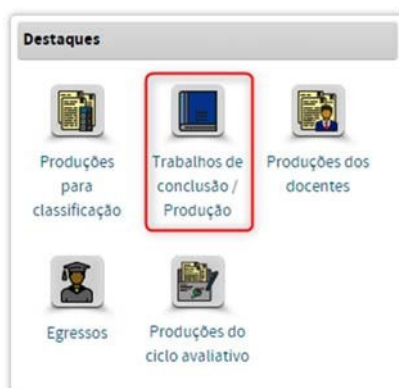 Destaques
Produções
para
classificação
Trabalhos de
conclusão /
Produção
Produções dos
docentes
Egressos
Produções do
ciclo avaliativo